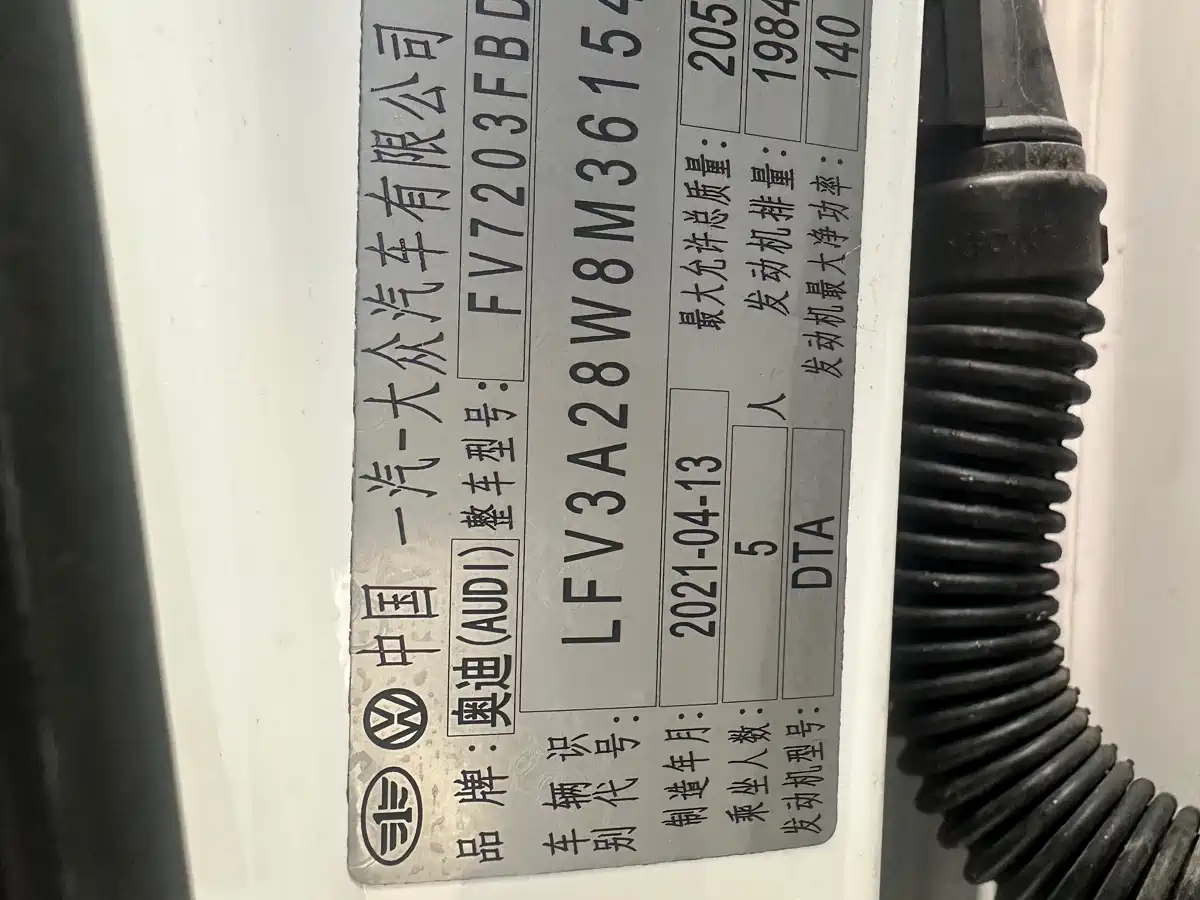 中国 一汽-大众汽车有限公司
品牌: 奥迪(AUDI) 整车型号: FV7203FBD
车辆识别代号: LFV3A28W8M36154
制造年月: 2021-04-13 最大允许总质量: 205
乘坐人数: 5 人 发动机排量: 1984
发动机型号: DTA 发动机最大净功率: 140